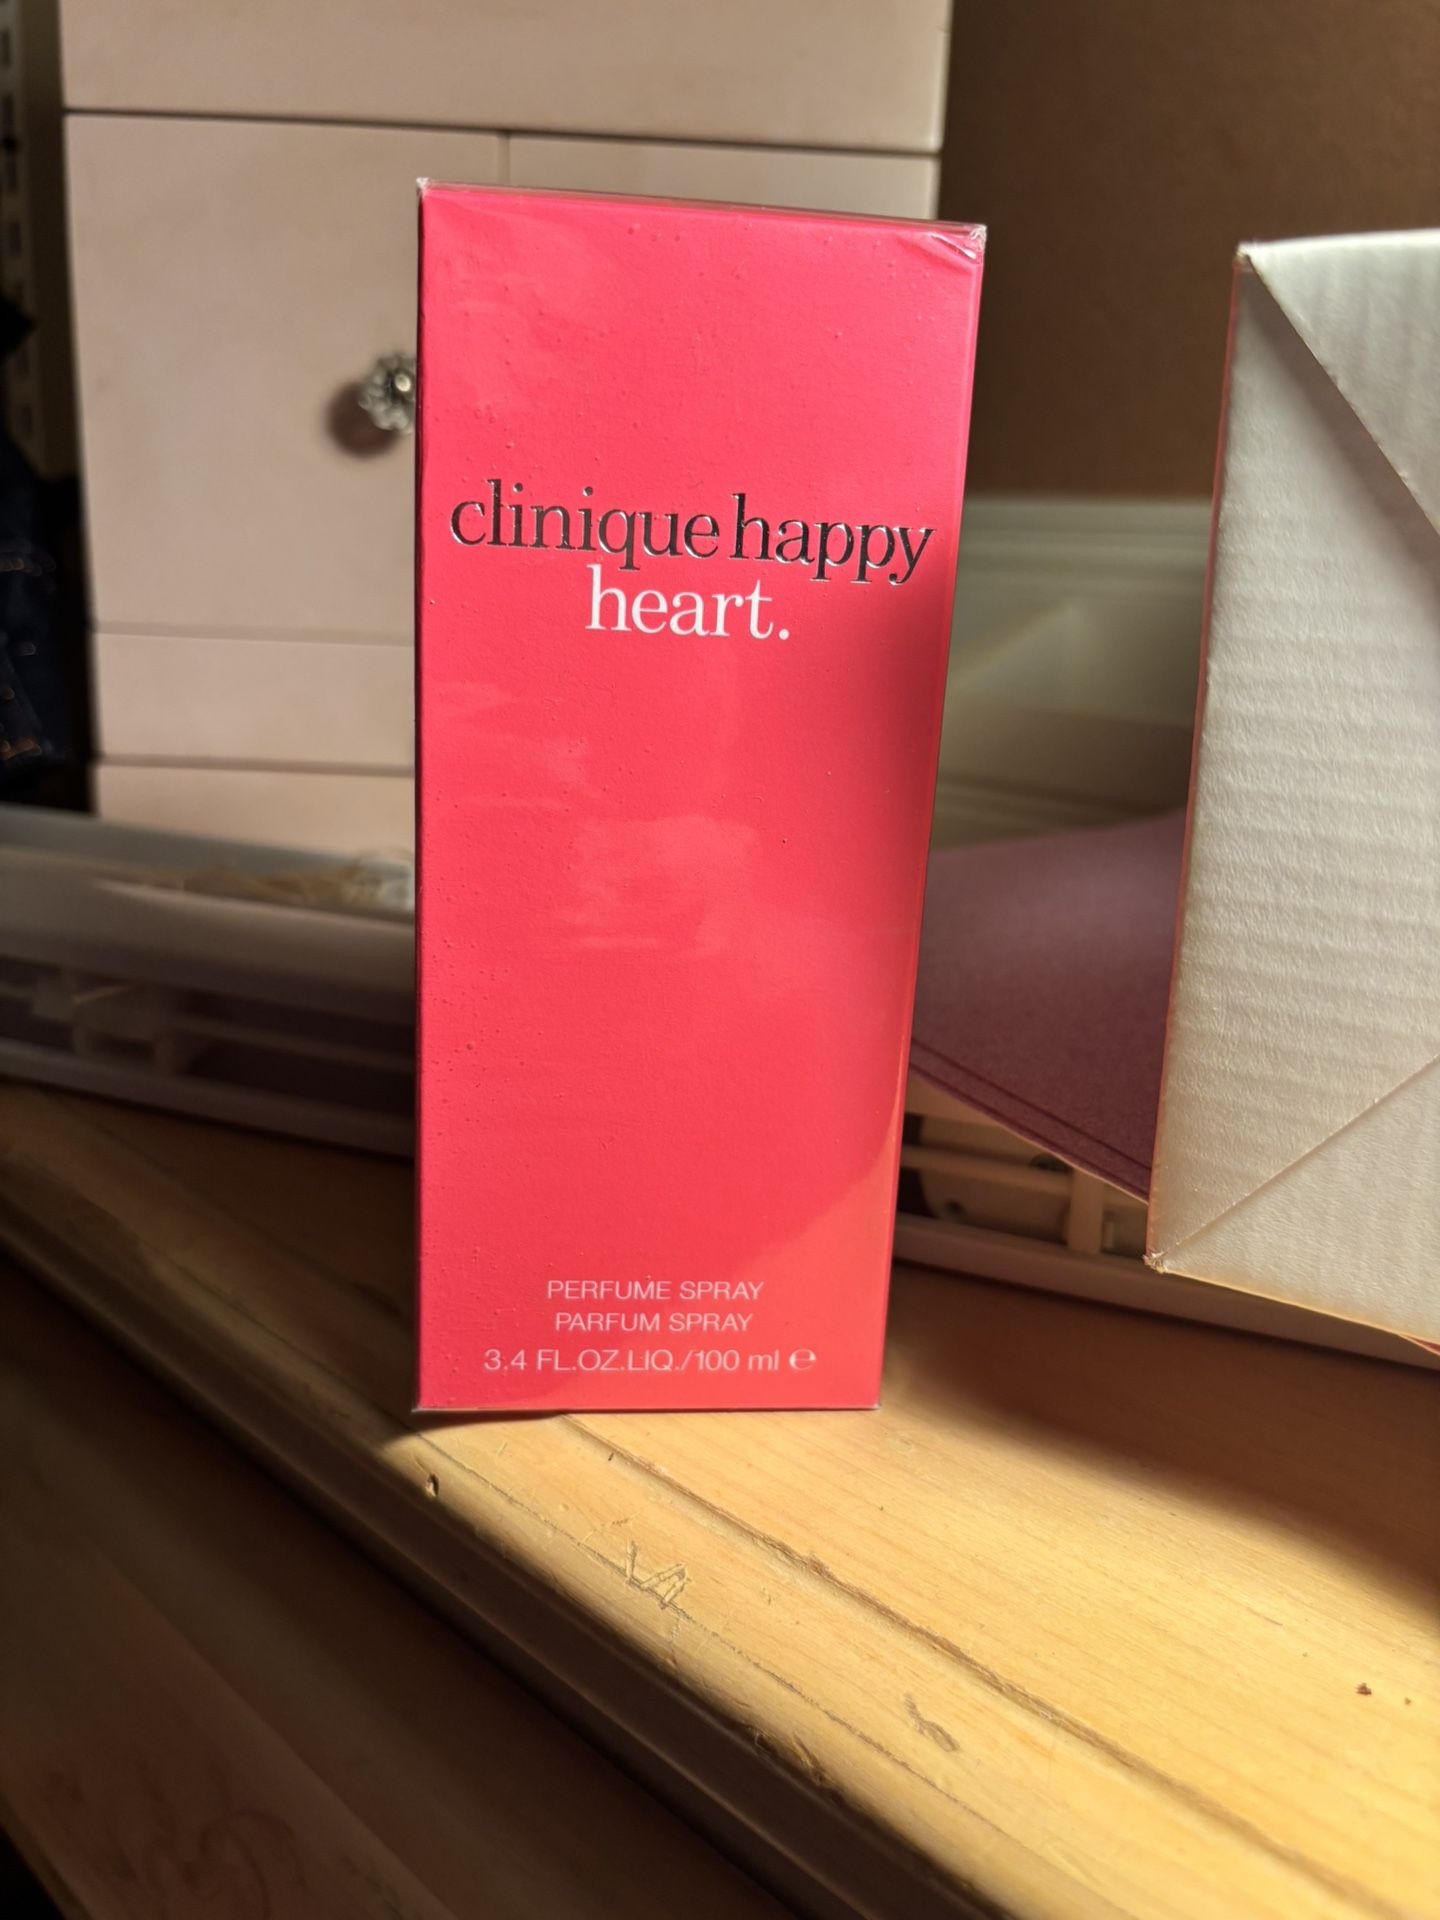 clinique happy
heart.
PERFUME SPRAY
PARFUM SPRAY
3.4 FL.OZ.LIQ./100 ml ℮